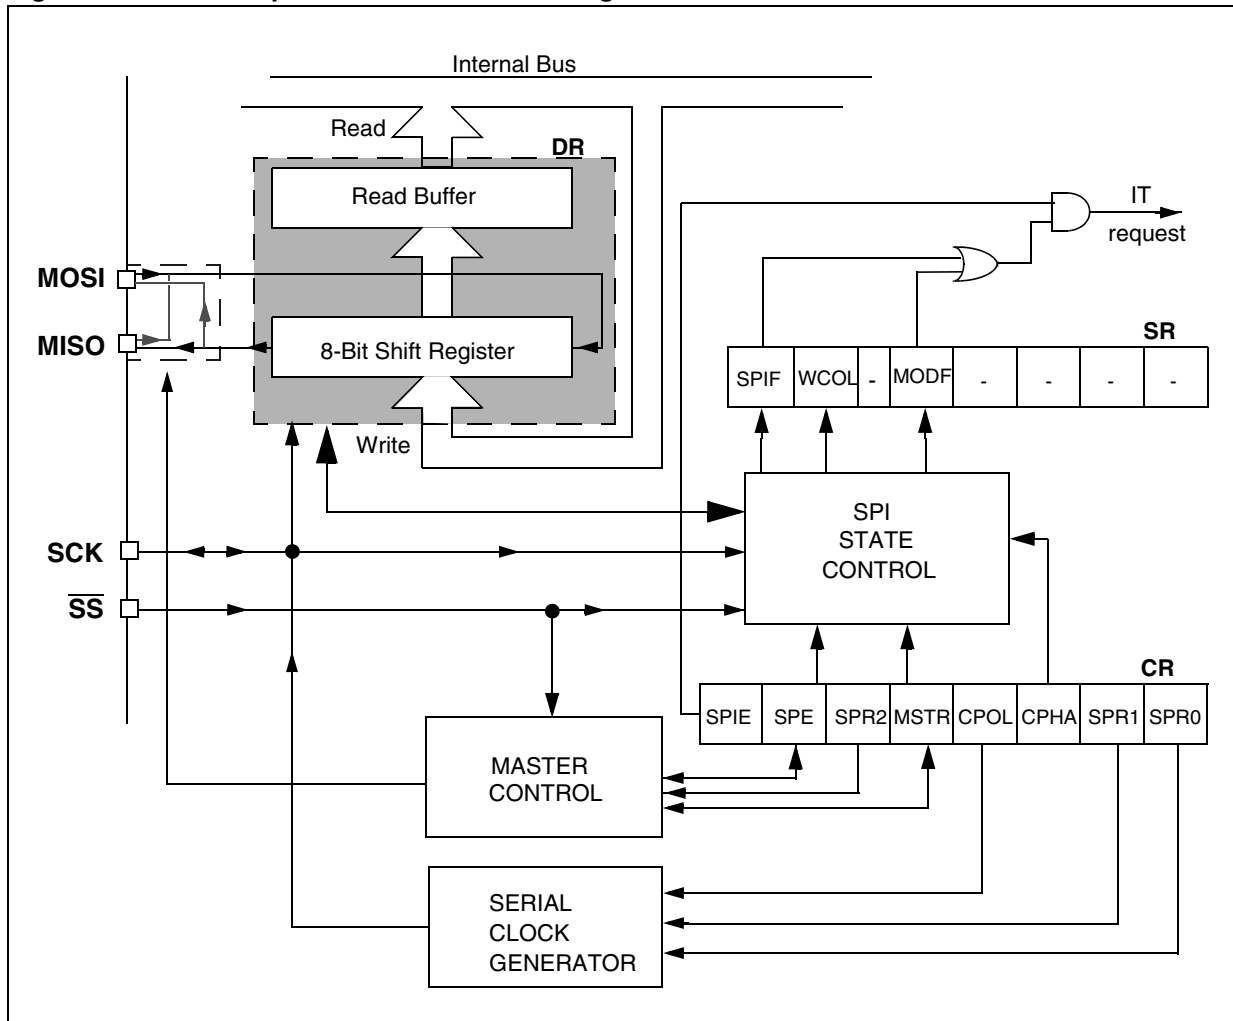 Internal Bus
Read
DR
Read Buffer
IT
request
MOSI
MISO
8-Bit Shift Register
SR
SPIF WCOL - MODF - - - -
Write
SPI
STATE
CONTROL
SCK
SS
CR
SPIE SPE SPR2 MSTR CPOL CPHA SPR1 SPR0
MASTER
CONTROL
SERIAL
CLOCK
GENERATOR